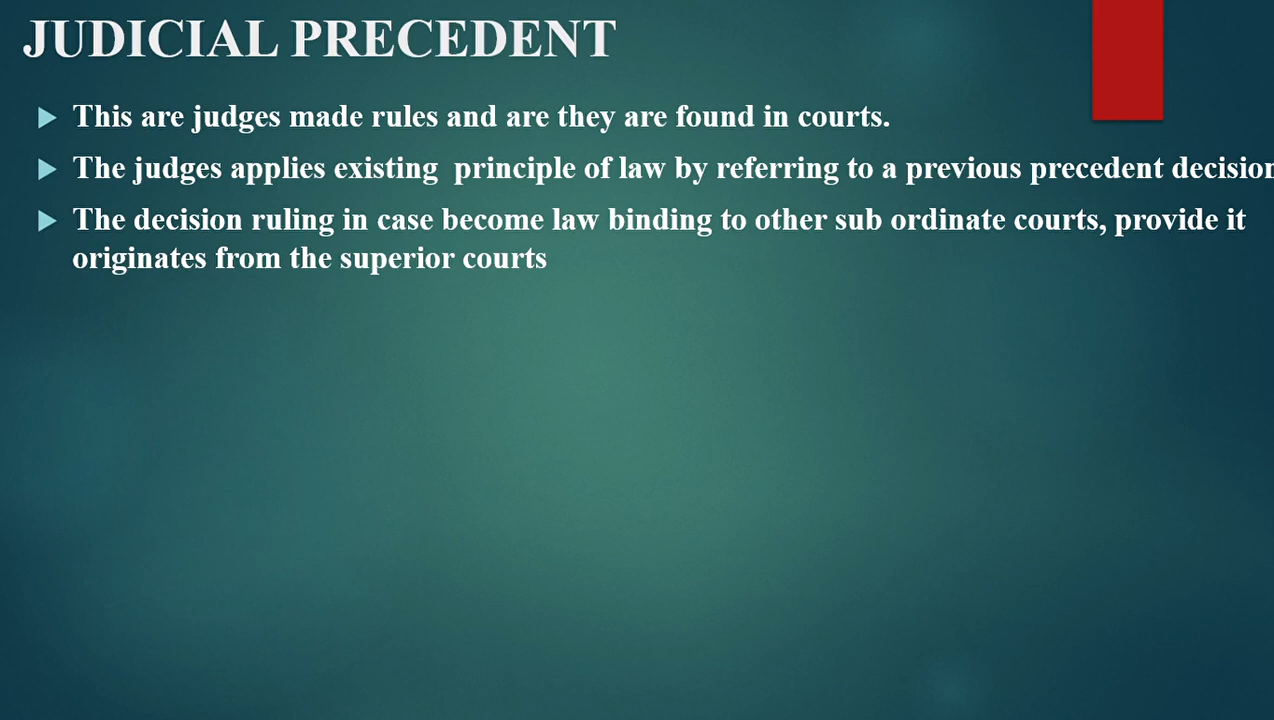 JUDICIAL PRECEDENT
This are judges made rules and are they are found in courts.
The judges applies existing principle of law by referring to a previous precedent decision
The decision ruling in case become law binding to other sub ordinate courts, provide it
originates from the superior courts